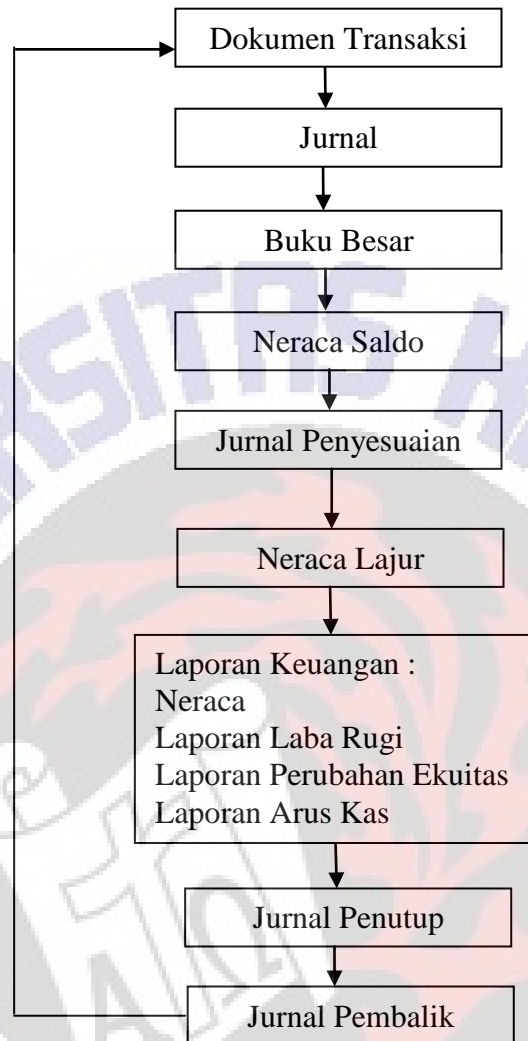 Dokumen Transaksi
Jurnal
Buku Besar
Neraca Saldo
Jurnal Penyesuaian
Neraca Lajur
Laporan Keuangan :
Neraca
Laporan Laba Rugi
Laporan Perubahan Ekuitas
Laporan Arus Kas
Jurnal Penutup
Jurnal Pembalik